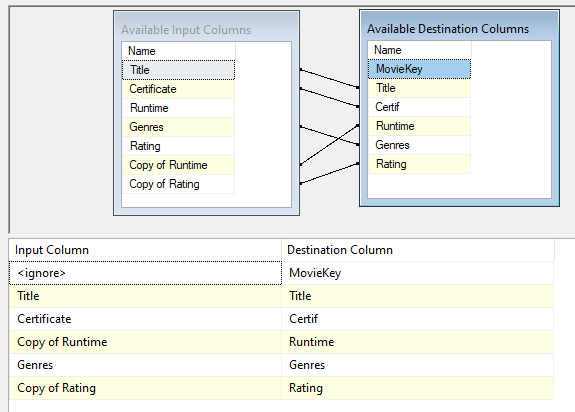 Available Input Columns
Name
Title
Certificate
Runtime
Genres
Rating
Copy of Runtime
Copy of Rating
Available Destination Columns
Name
MovieKey
Title
Certif
Runtime
Genres
Rating
Input Column Destination Column
<ignore> MovieKey
Title Title
Certificate Certif
Copy of Runtime Runtime
Genres Genres
Copy of Rating Rating